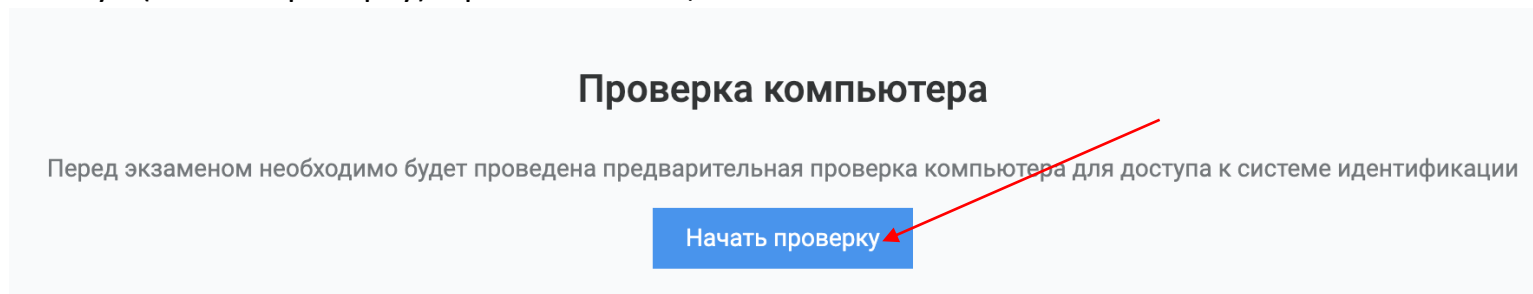 Проверка компьютера
Перед экзаменом необходимо будет проведена предварительная проверка компьютера для доступа к системе идентификации
Начать проверку